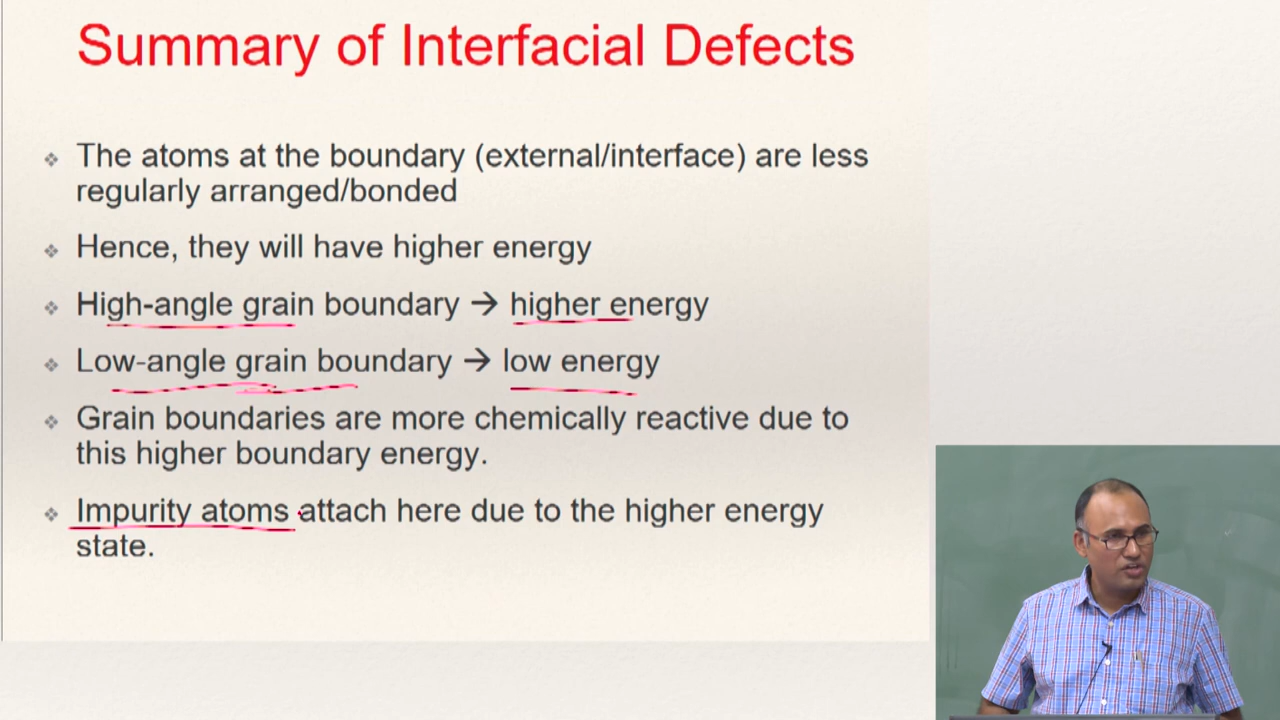 Summary of Interfacial Defects
❖ The atoms at the boundary (external/interface) are less
regularly arranged/bonded
❖ Hence, they will have higher energy
❖ High-angle grain boundary → higher energy
❖ Low-angle grain boundary → low energy
❖ Grain boundaries are more chemically reactive due to
this higher boundary energy.
❖ Impurity atoms attach here due to the higher energy
state.